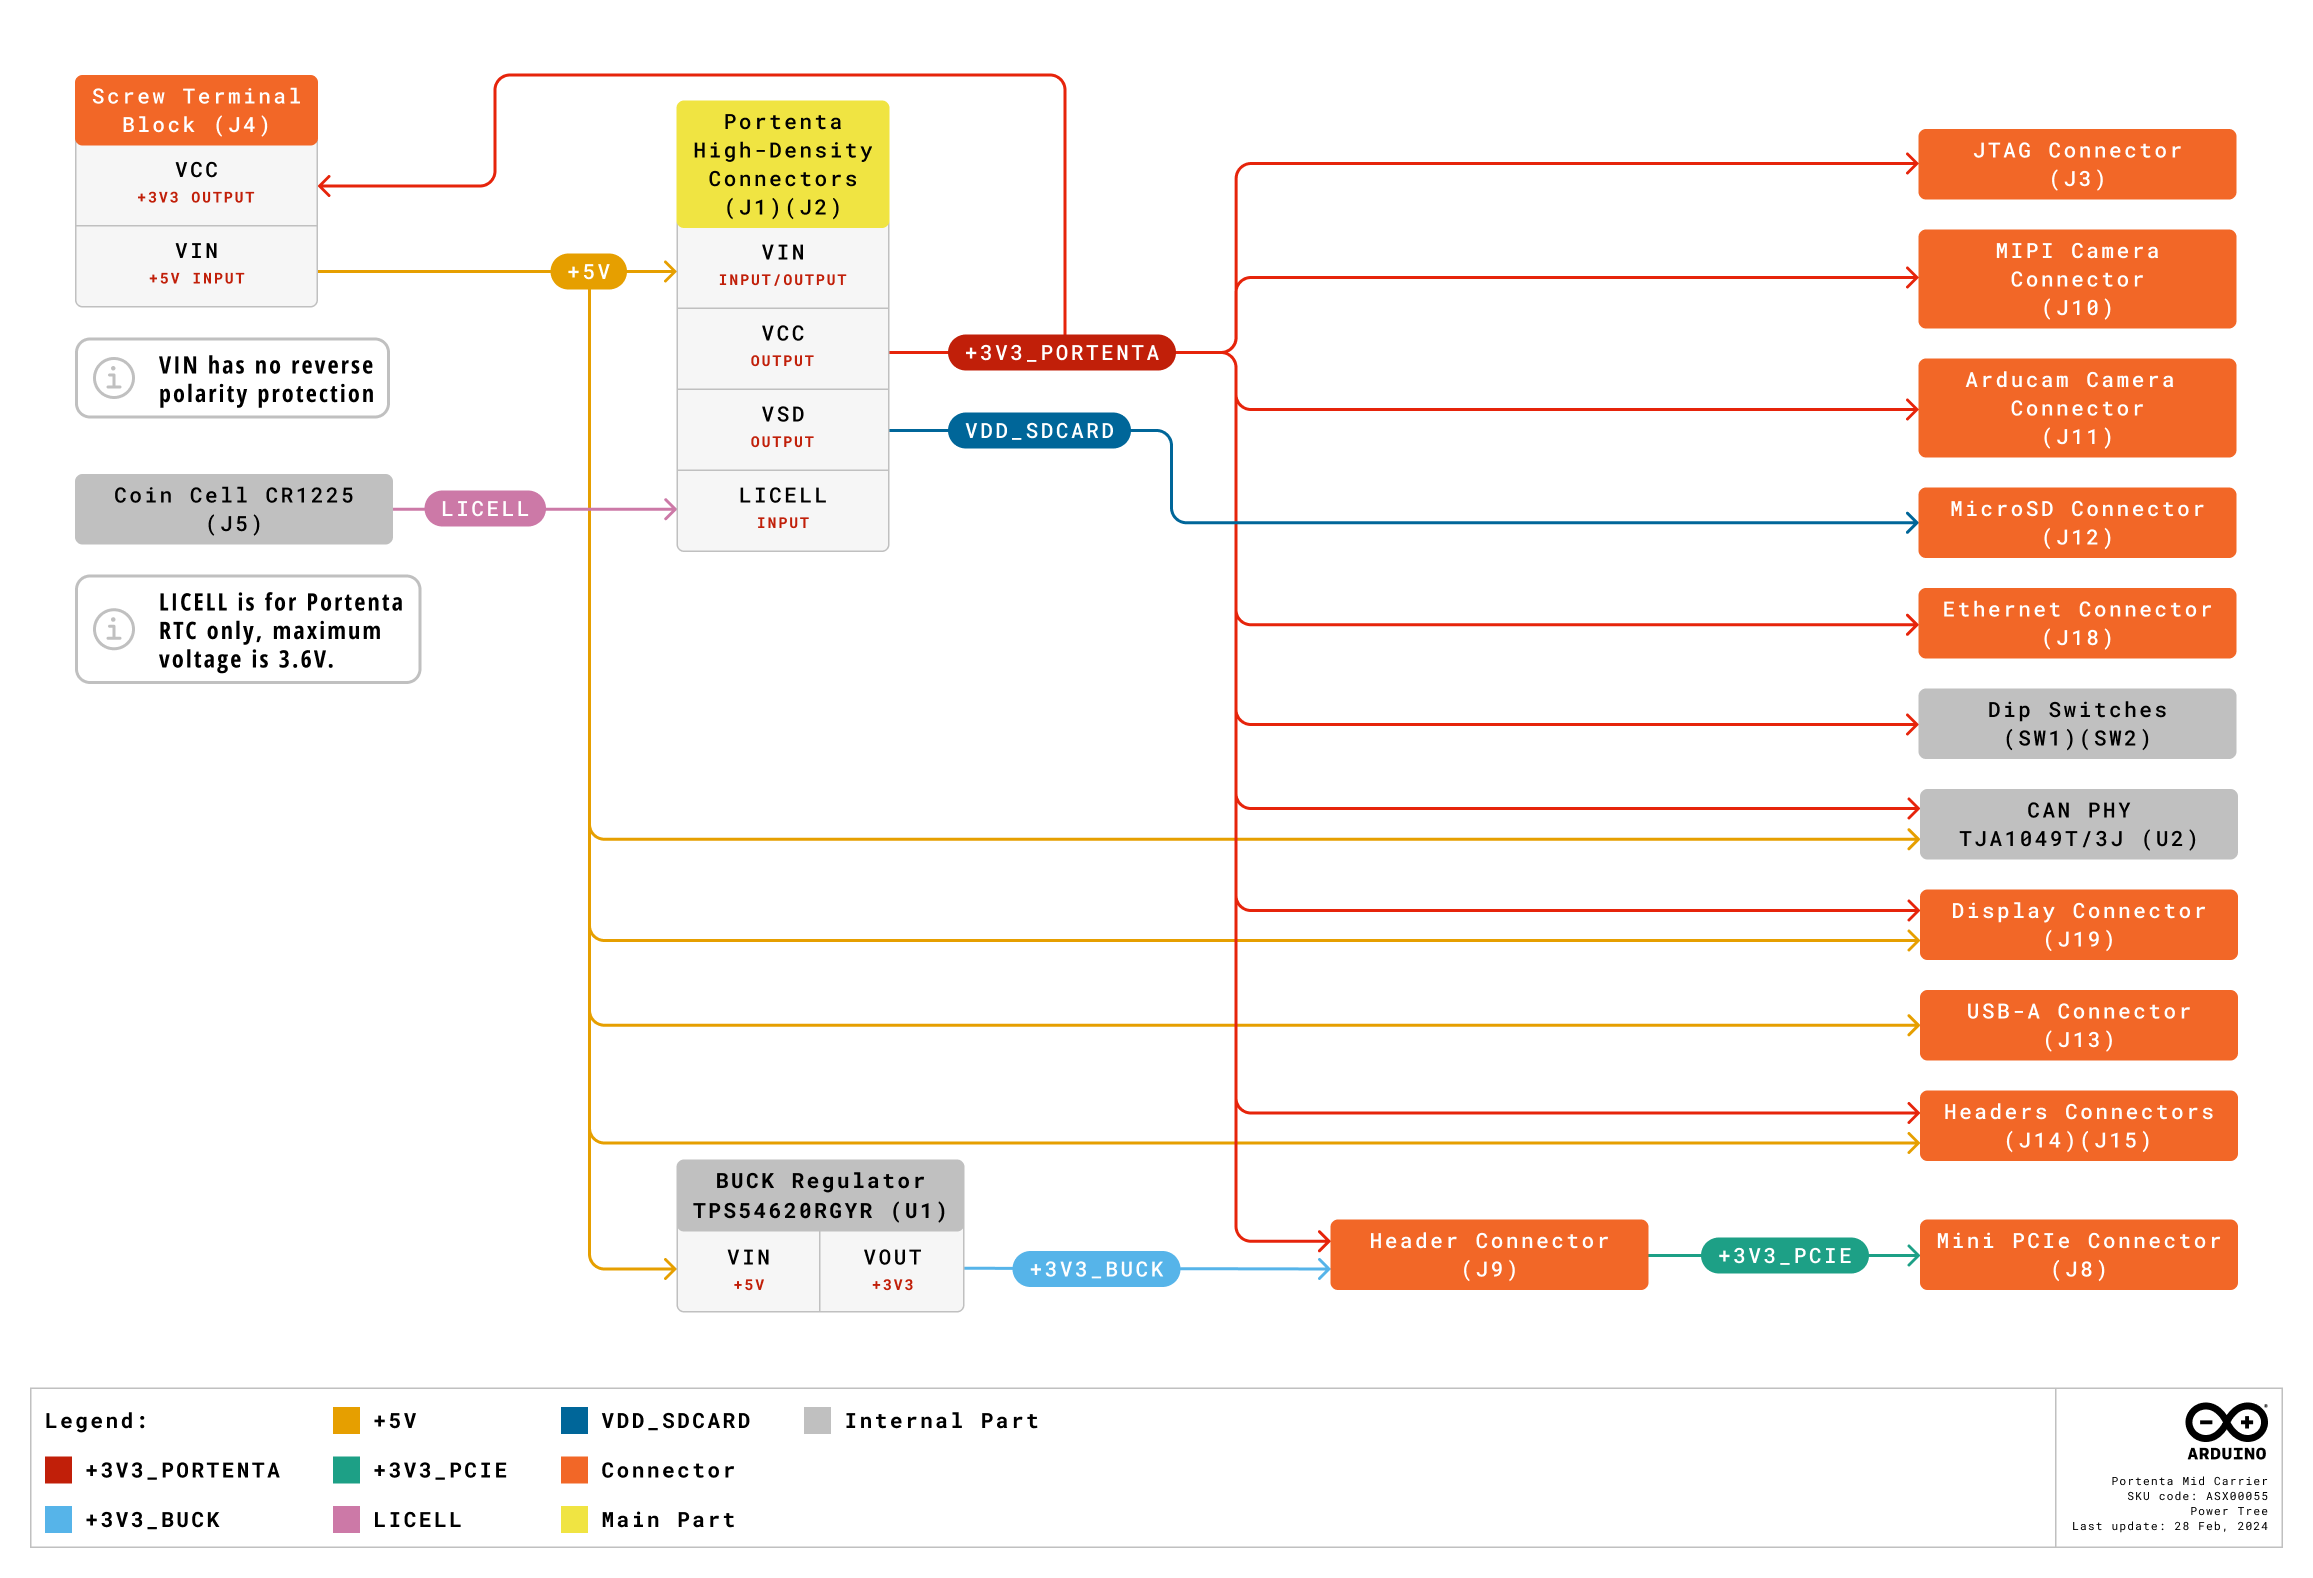 Screw Terminal
Block (J4)
VCC
+3V3 OUTPUT
VIN
+5V INPUT
VIN has no reverse
polarity protection
Coin Cell CR1225
(J5)
LICELL is for Portenta
RTC only, maximum
voltage is 3.6V.
+5V
LICELL
Portenta
High-Density
Connectors
(J1)(J2)
VIN
INPUT/OUTPUT
VCC
OUTPUT
VSD
OUTPUT
LICELL
INPUT
+3V3_PORTENTA
VDD_SDCARD
JTAG Connector
(J3)
MIPI Camera
Connector
(J10)
Arducam Camera
Connector
(J11)
MicroSD Connector
(J12)
Ethernet Connector
(J18)
Dip Switches
(SW1)(SW2)
CAN PHY
TJA1049T/3J (U2)
Display Connector
(J19)
USB-A Connector
(J13)
Headers Connectors
(J14)(J15)
BUCK Regulator
TPS54620RGYR (U1)
VIN
+5V
VOUT
+3V3
+3V3_BUCK
Header Connector
(J9)
+3V3_PCIE
Mini PCIe Connector
(J8)
Legend:
+3V3_PORTENTA
+3V3_BUCK
+5V
+3V3_PCIE
LICELL
VDD_SDCARD
Connector
Main Part
Internal Part
ARDUINO
Portenta Mid Carrier
SKU code: ASX00055
Power Tree
Last update: 28 Feb, 2024